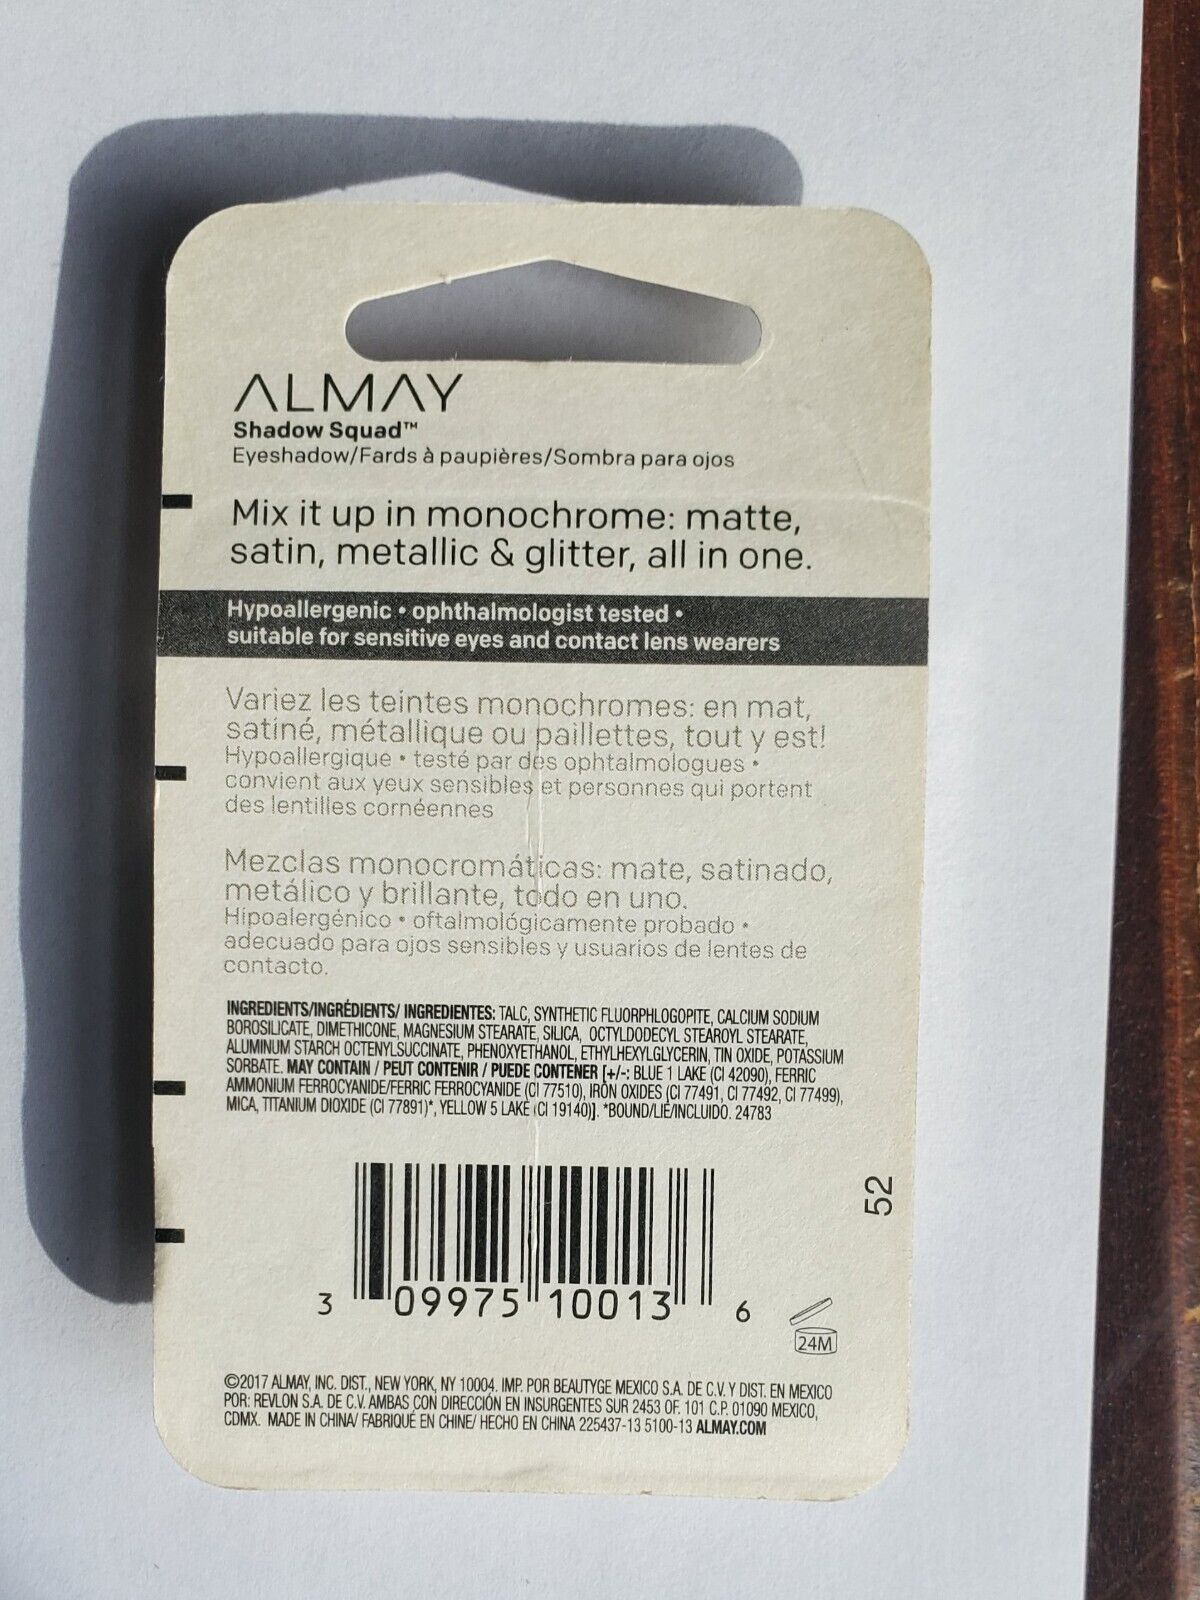 ALMAY
Shadow Squad™
Eyeshadow/Fards à paupières/Sombra para ojos
Mix it up in monochrome: matte,
satin, metallic & glitter, all in one.
Hypoallergenic • ophthalmologist tested •
suitable for sensitive eyes and contact lens wearers
Variez les teintes monochromes: en mat,
satiné, métallique ou paillettes, tout y est!
Hypoallergique • testé par des ophtalmologues •
convient aux yeux sensibles et personnes qui portent
des lentilles cornéennes
Mezclas monocromáticas: mate, satinado,
metálico y brillante, todo en uno.
Hipoalergénico • oftalmológicamente probado •
adecuado para ojos sensibles y usuarios de lentes de
contacto.
INGREDIENTS/INGRÉDIENTS/ INGREDIENTES: TALC, SYNTHETIC FLUORPHLOGOPITE, CALCIUM SODIUM
BOROSILICATE, DIMETHICONE, MAGNESIUM STEARATE, SILICA, OCTYLDODECYL STEAROYL STEARATE,
ALUMINUM STARCH OCTENYLSUCCINATE, PHENOXYETHANOL, ETHYLHEXYLGLYCERIN, TIN OXIDE, POTASSIUM
SORBATE. MAY CONTAIN / PEUT CONTENIR / PUEDE CONTENER [+/-: BLUE 1 LAKE (CI 42090), FERRIC
AMMONIUM FERROCYANIDE/FERRIC FERROCYANIDE (CI 77510), IRON OXIDES (CI 77491, CI 77492, CI 77499),
MICA, TITANIUM DIOXIDE (CI 77891)*, YELLOW 5 LAKE (CI 19140)]. *BOUND/LIÉ/INCLUIDO. 24783
52
3 09975 10013 6
24M
©2017 ALMAY, INC. DIST., NEW YORK, NY 10004. IMP. POR BEAUTYGE MEXICO S.A. DE C.V. Y DIST. EN MEXICO
POR: REVLON S.A. DE C.V. AMBAS CON DIRECCIÓN EN INSURGENTES SUR 2453 OF. 101 C.P. 01090 MEXICO,
CDMX. MADE IN CHINA/ FABRIQUÉ EN CHINE/ HECHO EN CHINA 225437-13 5100-13 ALMAY.COM